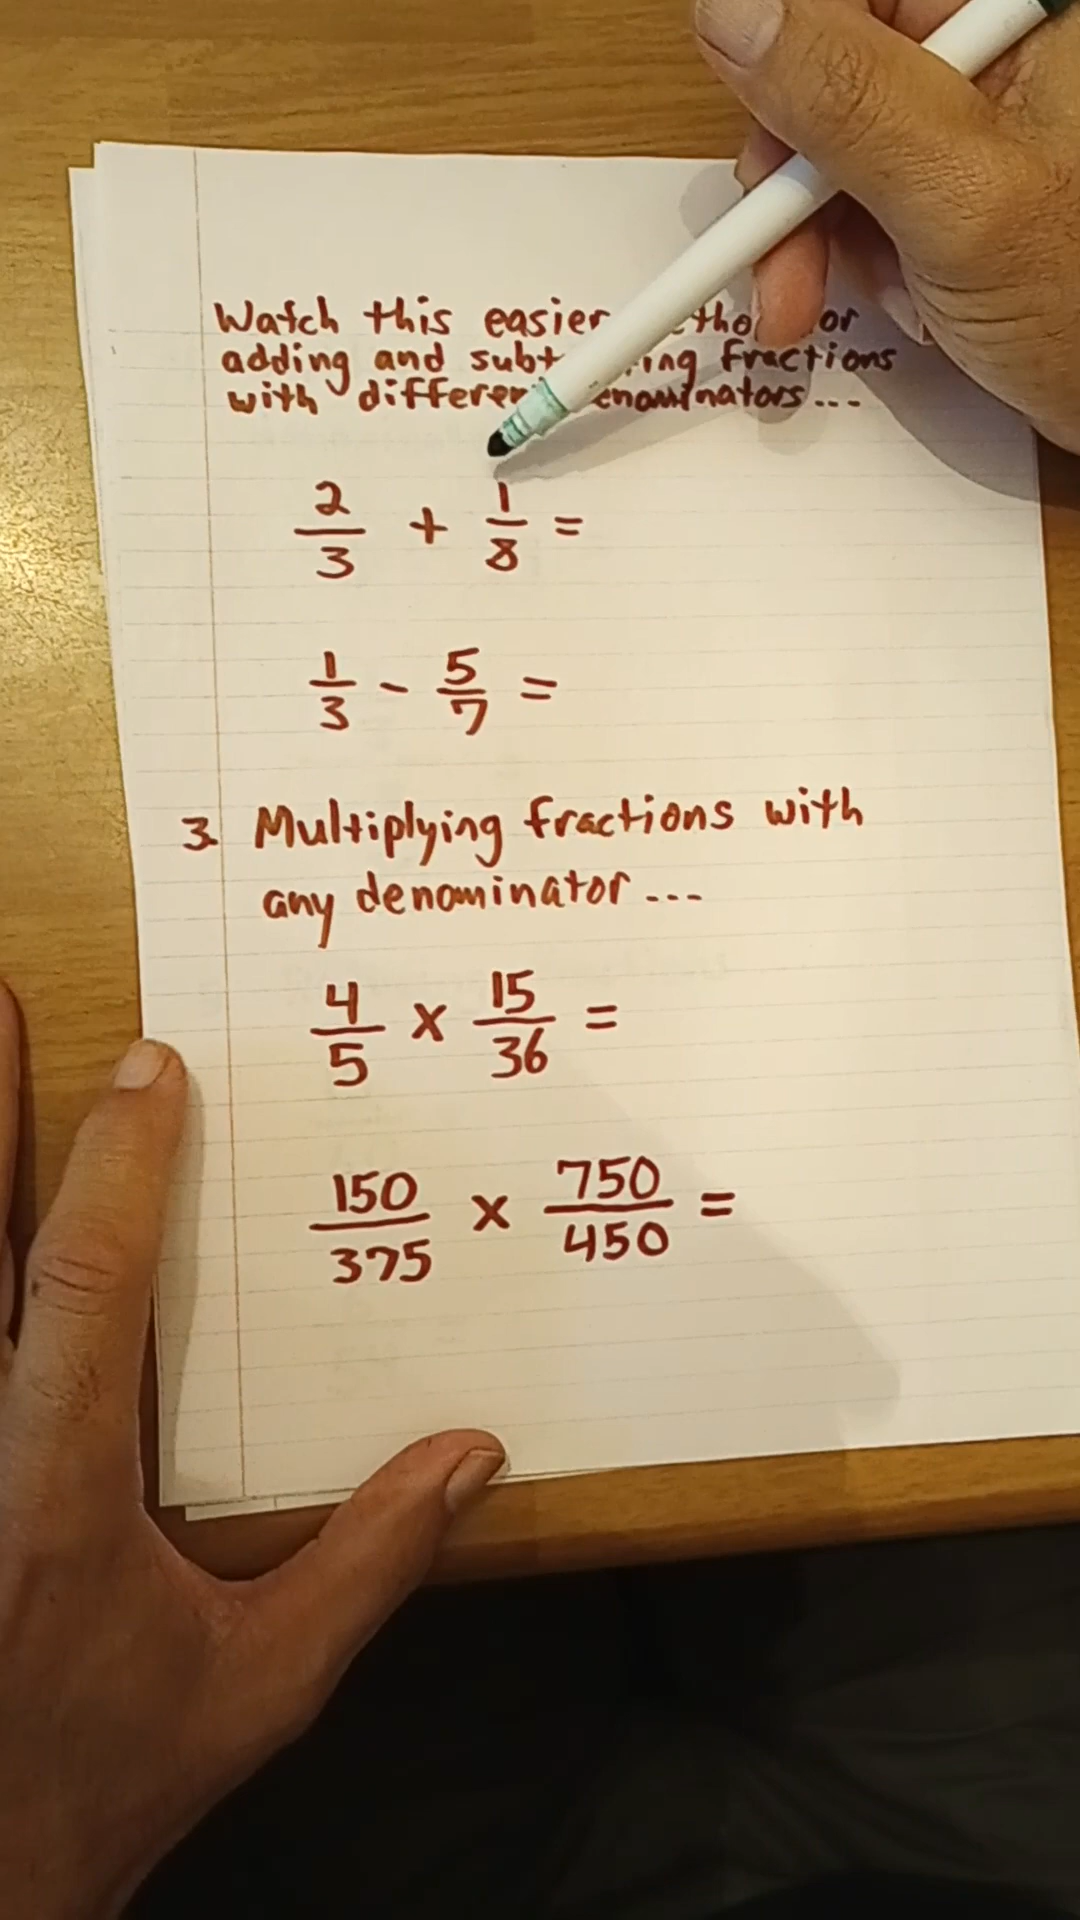 Watch this easier
adding and fractions
with
2/3 + 1/8 =
1/3 - 5/7 =
3. Multiplying fractions with
any denominator...
4/5 x 15/36 =
150/375 x 750/450 =